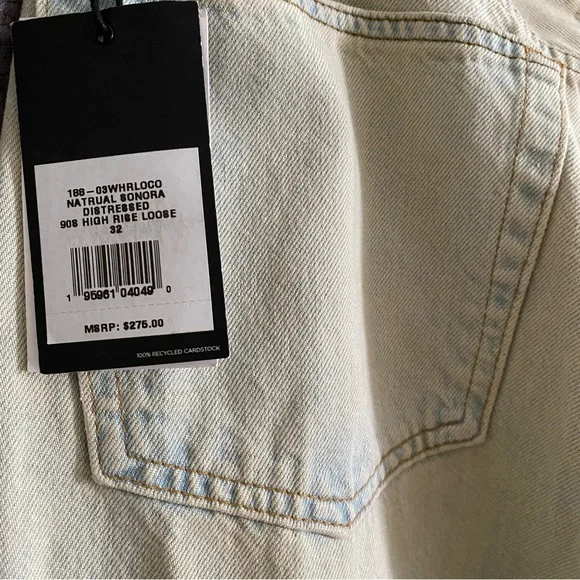 188-03WHRLOCO
NATRUAL SONORA
DISTRESSED
90S HIGH RISE LOOSE
32
1 95961 04049 0
MSRP: $275.00
100% RECYCLED CARDSTOCK